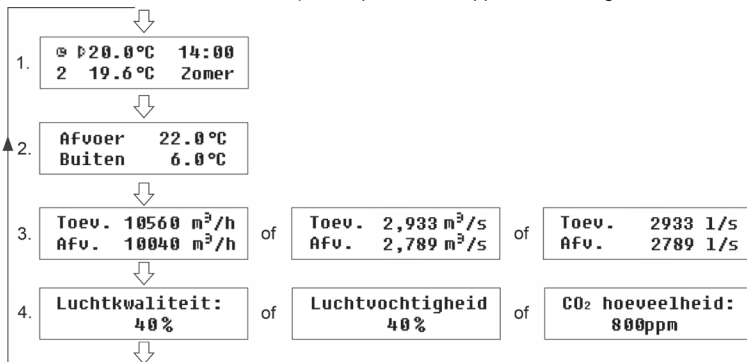 1.
20.0°C 14:00
2 19.6°C Zomer
2.
Afvoer 22.0°C
Buiten 6.0°C
3.
Toev. 10560 m³/h
Afv. 10040 m³/h
of
Toev. 2,933 m³/s
Afv. 2,789 m³/s
of
Toev. 2933 l/s
Afv. 2789 l/s
4.
Luchtkwaliteit:
40%
of
Luchtvochtigheid
40%
of
CO₂ hoeveelheid:
800ppm